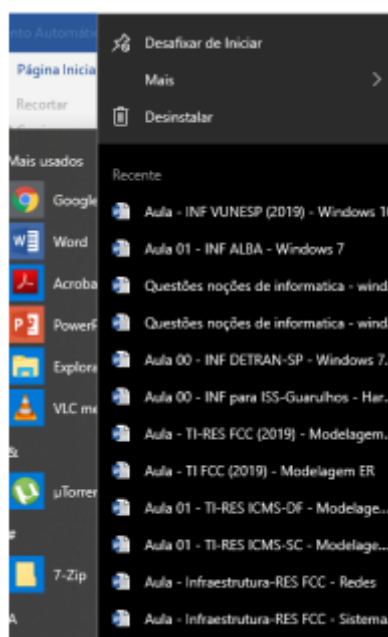 nto Automáti
Página Inicia
Recortar
Mais usados
Google
Word
Acroba
PowerP
Explora
VLC me
&
µTorren
#
7-Zip
A
Desafixar de Iniciar
Mais
Desinstalar
Recente
Aula - INF VUNESP (2019) - Windows 10
Aula 01 - INF ALBA - Windows 7
Questões noções de informatica - wind
Questões noções de informatica - wind
Aula 00 - INF DETRAN-SP - Windows 7.
Aula 00 - INF para ISS-Guarulhos - Har..
Aula - TI-RES FCC (2019) - Modelagem.
Aula - TI FCC (2019) - Modelagem ER
Aula 01 - TI-RES ICMS-DF - Modelage...
Aula 01 - TI-RES ICMS-SC - Modelage...
Aula - Infraestrutura-RES FCC - Redes
Aula - Infraestrutura-RES FCC - Sistema